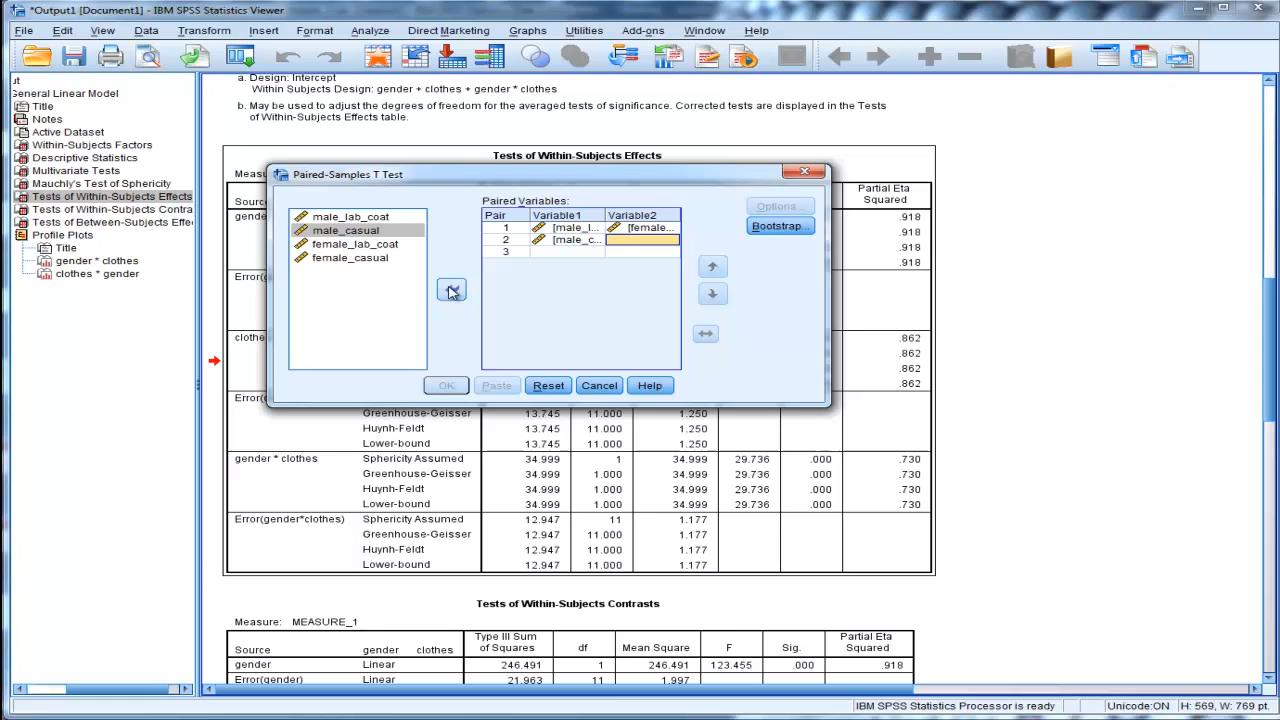 *Output1 [Document1] - IBM SPSS Statistics Viewer
File Edit View Data Transform Insert Format Analyze Direct Marketing Graphs Utilities Add-ons Window Help
ut
General Linear Model
Title
Notes
Active Dataset
Within-Subjects Factors
Descriptive Statistics
Multivariate Tests
Mauchly's Test of Sphericity
Tests of Within-Subjects Effects
Tests of Within-Subjects Contra
Tests of Between-Subjects Effe
Profile Plots
Title
gender * clothes
clothes * gender
a. Design: Intercept
Within Subjects Design: gender + clothes + gender * clothes
b. May be used to adjust the degrees of freedom for the averaged tests of significance. Corrected tests are displayed in the Tests
of Within-Subjects Effects table.
Tests of Within-Subjects Effects
Measu
Source
Partial Eta
Squared
gende
.918
.918
.918
.918
Error(g
clothe
.862
.862
.862
.862
Error(
Paired-Samples T Test
male_lab_coat
male_casual
female_lab_coat
female_casual
Paired Variables:
Pair Variable1 Variable2
1 [male_l... [female...
2 [male_c...
3
Options...
Bootstrap...
OK Paste Reset Cancel Help
Greenhouse-Geisser 13.745 11.000 1.250
Huynh-Feldt 13.745 11.000 1.250
Lower-bound 13.745 11.000 1.250
gender * clothes Sphericity Assumed 34.999 1 34.999 29.736 .000 .730
Greenhouse-Geisser 34.999 1.000 34.999 29.736 .000 .730
Huynh-Feldt 34.999 1.000 34.999 29.736 .000 .730
Lower-bound 34.999 1.000 34.999 29.736 .000 .730
Error(gender*clothes) Sphericity Assumed 12.947 11 1.177
Greenhouse-Geisser 12.947 11.000 1.177
Huynh-Feldt 12.947 11.000 1.177
Lower-bound 12.947 11.000 1.177
Tests of Within-Subjects Contrasts
Measure: MEASURE_1
Source gender clothes Type III Sum of Squares df Mean Square F Sig. Partial Eta Squared
gender Linear 246.491 1 246.491 123.455 .000 .918
Error(gender) Linear 21.963 11 1.997
IBM SPSS Statistics Processor is ready Unicode:ON H: 569, W: 769 pt.